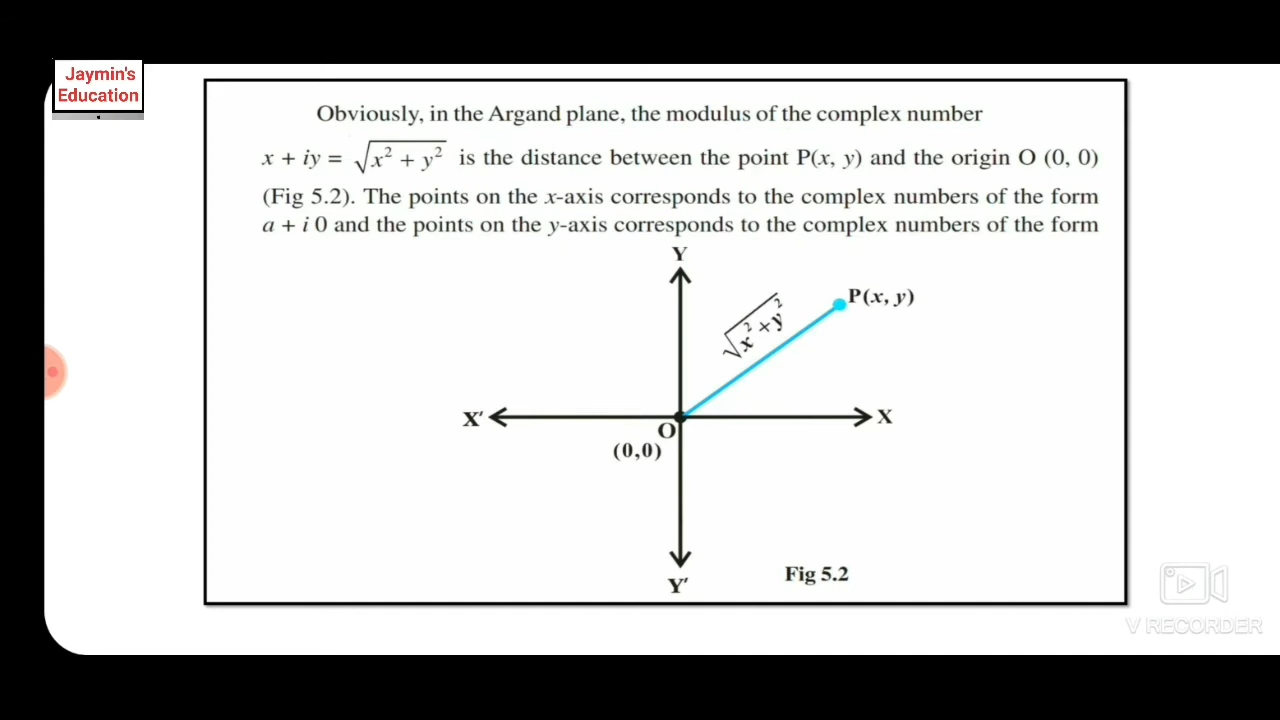 Jaymin's
Education
Obviously, in the Argand plane, the modulus of the complex number
x + iy = √x² + y² is the distance between the point P(x, y) and the origin O (0, 0)
(Fig 5.2). The points on the x-axis corresponds to the complex numbers of the form
a + i 0 and the points on the y-axis corresponds to the complex numbers of the form
Y
P(x, y)
√x² + y²
X′
X
O
(0,0)
Fig 5.2
Y′
V RECORDER